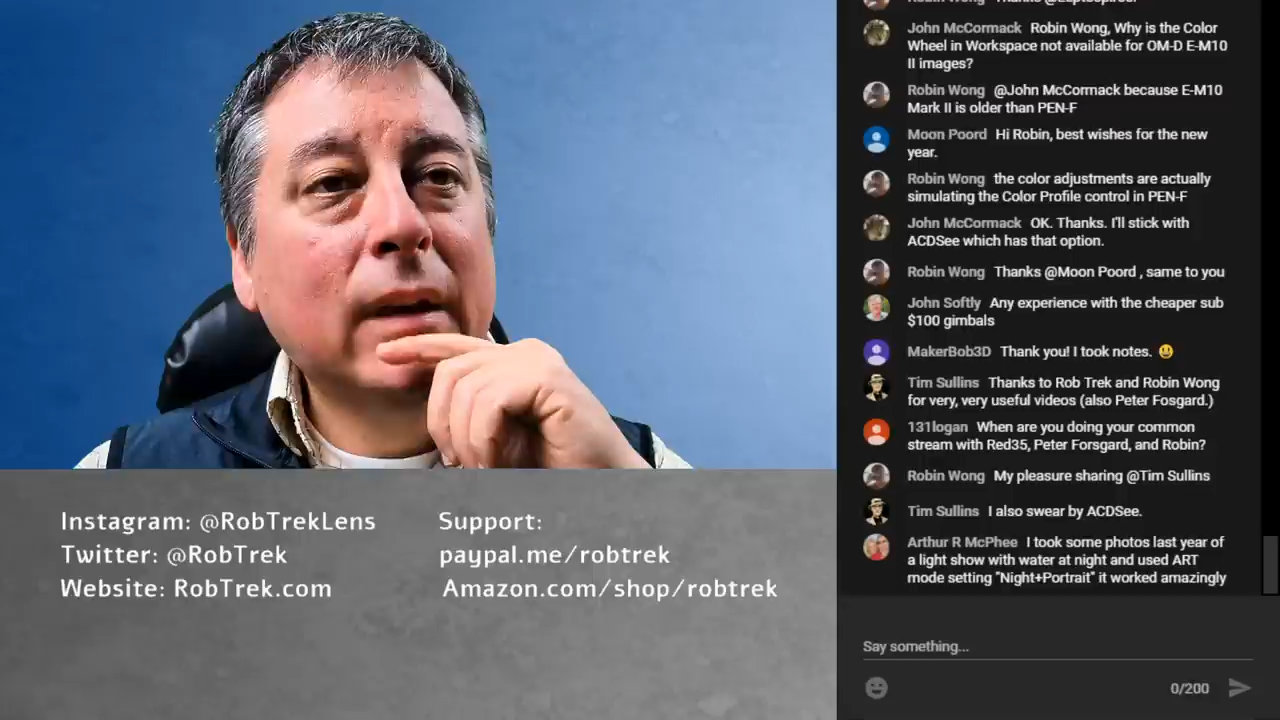 Instagram: @RobTrekLens
Twitter: @RobTrek
Website: RobTrek.com
Support:
paypal.me/robtrek
Amazon.com/shop/robtrek
John McCormack Robin Wong, Why is the Color
Wheel in Workspace not available for OM-D E-M10
II images?
Robin Wong @John McCormack because E-M10
Mark II is older than PEN-F
Moon Poord Hi Robin, best wishes for the new
year.
Robin Wong the color adjustments are actually
simulating the Color Profile control in PEN-F
John McCormack OK. Thanks. I'll stick with
ACDSee which has that option.
Robin Wong Thanks @Moon Poord , same to you
John Softly Any experience with the cheaper sub
$100 gimbals
MakerBob3D Thank you! I took notes. 😃
Tim Sullins Thanks to Rob Trek and Robin Wong
for very, very useful videos (also Peter Fosgard.)
131logan When are you doing your common
stream with Red35, Peter Forsgard, and Robin?
Robin Wong My pleasure sharing @Tim Sullins
Tim Sullins I also swear by ACDSee.
Arthur R McPhee I took some photos last year of
a light show with water at night and used ART
mode setting "Night+Portrait" it worked amazingly
Say something...
0/200